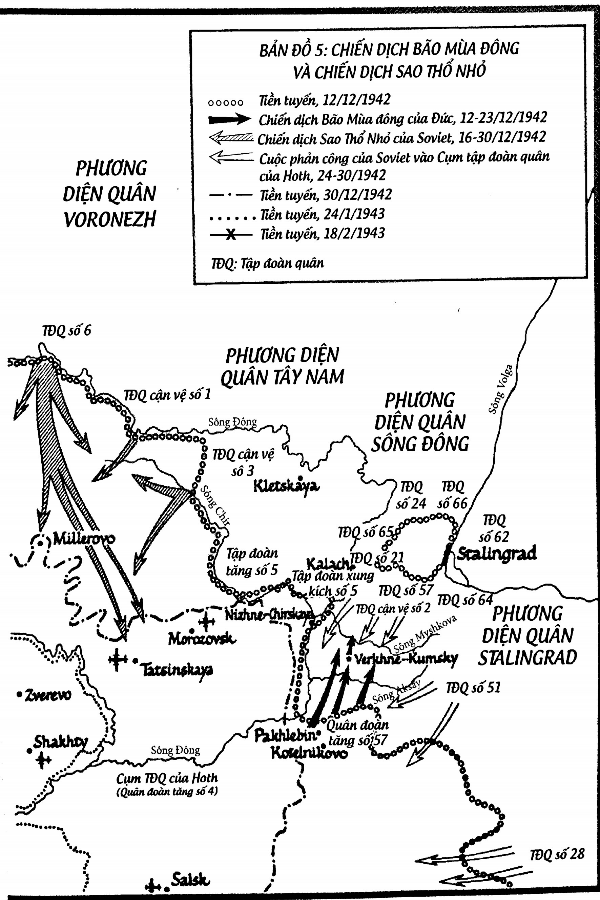 BẢN ĐỒ 5: CHIẾN DỊCH BÃO MÙA ĐÔNG
VÀ CHIẾN DỊCH SAO THỔ NHỎ
Tiền tuyến, 12/12/1942
Chiến dịch Bão Mùa đông của Đức, 12-23/12/1942
Chiến dịch Sao Thổ Nhỏ của Soviet, 16-30/12/1942
Cuộc phản công của Soviet vào Cụm tập đoàn quân
của Hoth, 24-30/1942
Tiền tuyến, 30/12/1942
Tiền tuyến, 24/1/1943
Tiền tuyến, 18/2/1943
TĐQ: Tập đoàn quân
PHƯƠNG
DIỆN QUÂN
VORONEZH
TĐQ số 6
PHƯƠNG DIỆN
QUÂN TÂY NAM
TĐQ cận vệ số 1
PHƯƠNG
DIỆN QUÂN
SÔNG ĐÔNG
Sông Volga
Sông Đông
TĐQ cận vệ
số 3
Kletskaya
Sông Chir
TĐQ
số 24
TĐQ
số 66
TĐQ số 65
TĐQ
số 62
Millerovo
Tập đoàn
tăng số 5
Kalach
TĐQ số 21
Stalingrad
Tập đoàn xung
kích số 5
TĐQ số 57
TĐQ số 64
Nizhne-Chirskaya
TĐQ cận vệ số 2
PHƯƠNG
DIỆN QUÂN
STALINGRAD
Morozovsk
Sông Myshkova
Verkhne-Kumsky
Tatsinskaya
Sông Aksay
TĐQ số 51
Zverevo
Quân đoàn
tăng số 57
Pakhlebin
Kotelnikovo
Shakhty
Sông Đông
Cụm TĐQ của Hoth
(Quân đoàn tăng số 4)
TĐQ số 28
Salsk